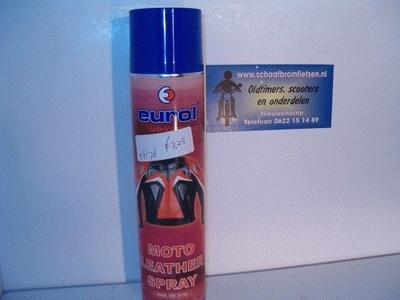 eurol
Lubricants
€7,25
MOTO
LEATHER
SPRAY
www.schaafbromfietsen.nl
Oldtimers, scooters
en onderdelen
Nieuwehorne
Telefoon 0622 15 14 89